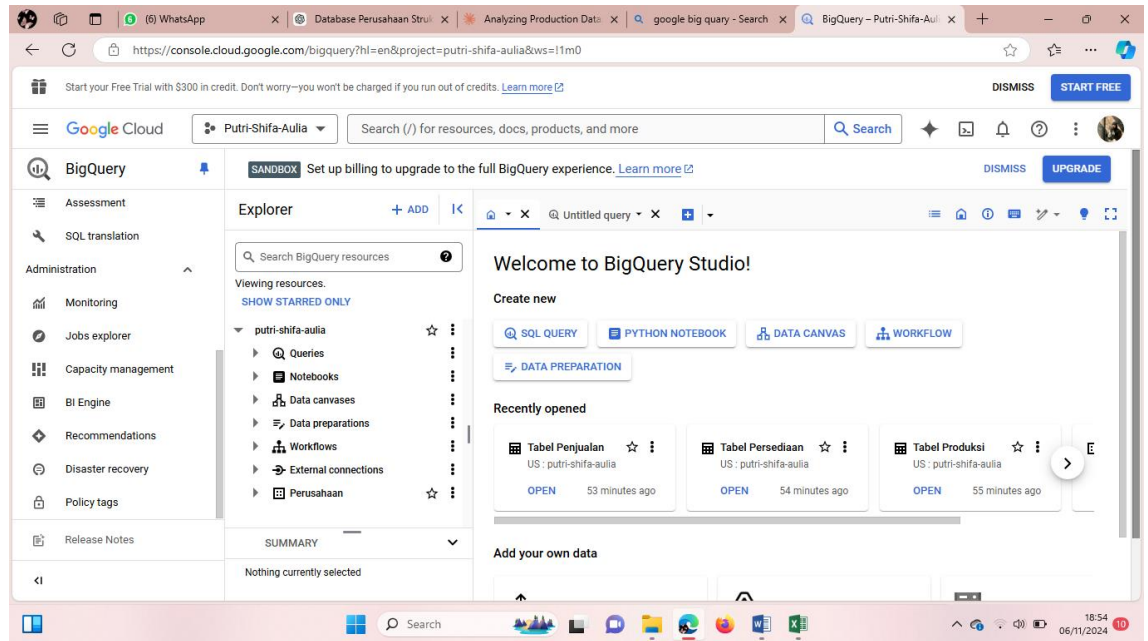 (6) WhatsApp
Database Perusahaan Struk
Analyzing Production Data
google big quary - Search
BigQuery – Putri-Shifa-Auli
https://console.cloud.google.com/bigquery?hl=en&project=putri-shifa-aulia&ws=!1m0
Start your Free Trial with $300 in credit. Don't worry—you won't be charged if you run out of credits. Learn more
DISMISS
START FREE
Google Cloud
Putri-Shifa-Aulia
Search (/) for resources, docs, products, and more
Search
BigQuery
SANDBOX Set up billing to upgrade to the full BigQuery experience. Learn more
DISMISS
UPGRADE
Assessment
SQL translation
Administration
Monitoring
Jobs explorer
Capacity management
BI Engine
Recommendations
Disaster recovery
Policy tags
Release Notes
Explorer
+ ADD
Search BigQuery resources
Viewing resources.
SHOW STARRED ONLY
putri-shifa-aulia
Queries
Notebooks
Data canvases
Data preparations
Workflows
External connections
Perusahaan
SUMMARY
Nothing currently selected
Untitled query
Welcome to BigQuery Studio!
Create new
SQL QUERY
PYTHON NOTEBOOK
DATA CANVAS
WORKFLOW
DATA PREPARATION
Recently opened
Tabel Penjualan
US : putri-shifa-aulia
OPEN 53 minutes ago
Tabel Persediaan
US : putri-shifa-aulia
OPEN 54 minutes ago
Tabel Produksi
US : putri-shifa-aulia
OPEN 55 minutes ago
Add your own data
Search
18:54
06/11/2024
10